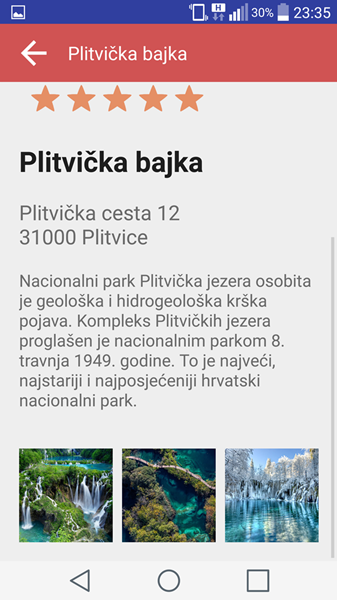 H 30% 23:35
Plitvička bajka
Plitvička bajka
Plitvička cesta 12
31000 Plitvice
Nacionalni park Plitvička jezera osobita
je geološka i hidrogeološka krška
pojava. Kompleks Plitvičkih jezera
proglašen je nacionalnim parkom 8.
travnja 1949. godine. To je najveći,
najstariji i najposjećeniji hrvatski
nacionalni park.